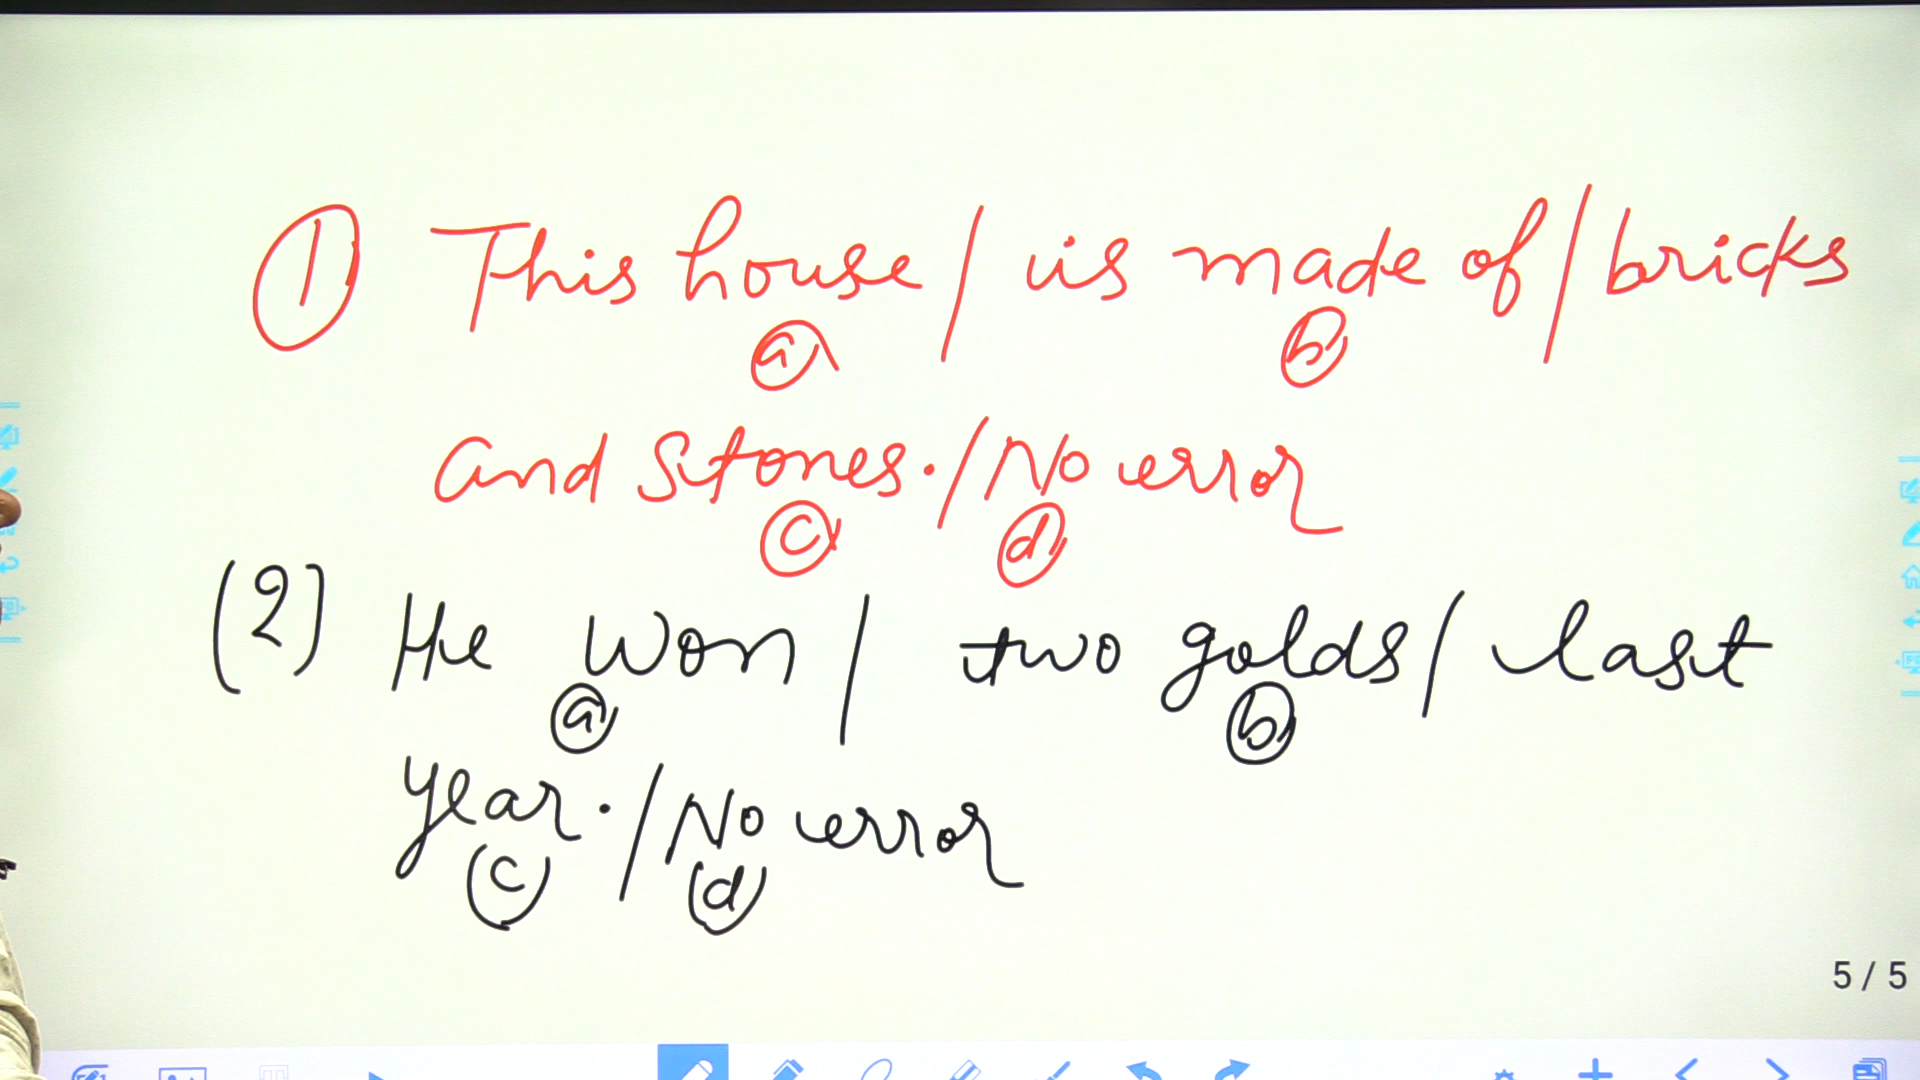 ① This house / is made of / bricks
ⓐ ⓑ
and stones. / No error
ⓒ ⓓ
(2) He won / two golds / last
ⓐ ⓑ
year. / No error
(c) (d)
5 / 5